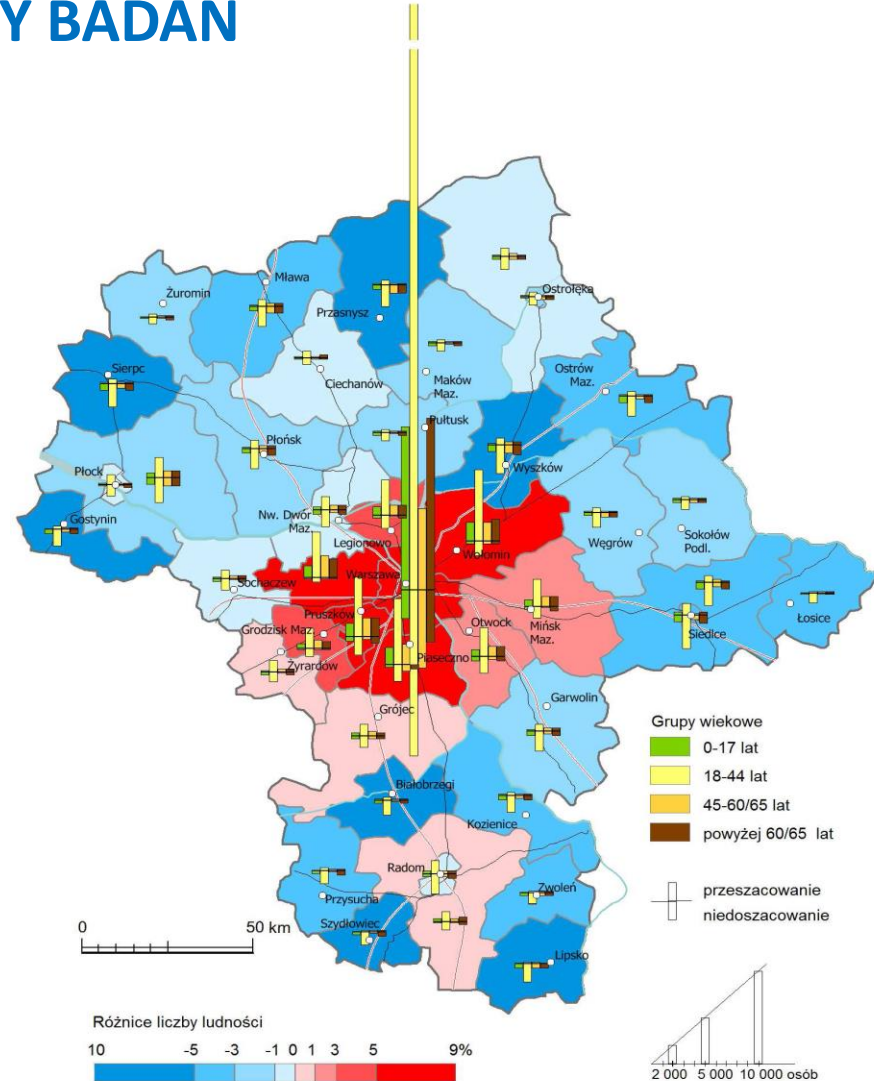 Y BADAN
Mława
Żuromin
Przasnysz
Ostrołęka
Sierpc
Ciechanów
Maków
Maz.
Ostrów
Maz.
Pułtusk
Płońsk
Wyszków
Płock
Gostynin
Nw. Dwór
Maz.
Legionowo
Węgrów
Sokołów
Podl.
Wołomin
Sochaczew
Warszawa
Pruszków
Grodzisk Maz.
Otwock
Mińsk
Maz.
Siedlce
Łosice
Żyrardów
Piaseczno
Garwolin
Grójec
Białobrzegi
Kozienice
Radom
Przysucha
Zwoleń
Szydłowiec
Lipsko
Grupy wiekowe
0-17 lat
18-44 lat
45-60/65 lat
powyżej 60/65 lat
przeszacowanie
niedoszacowanie
0 50 km
Różnice liczby ludności
10 -5 -3 -1 0 1 3 5 9%
2 000 5 000 10 000 osób